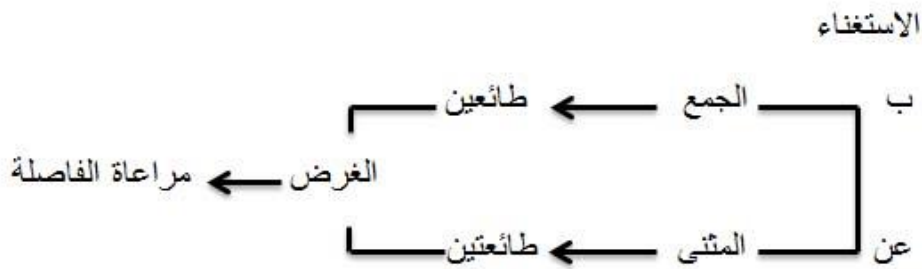 الاستغناء
ب الجمع طائعين
الغرض مراعاة الفاصلة
عن المثنى طائعتين